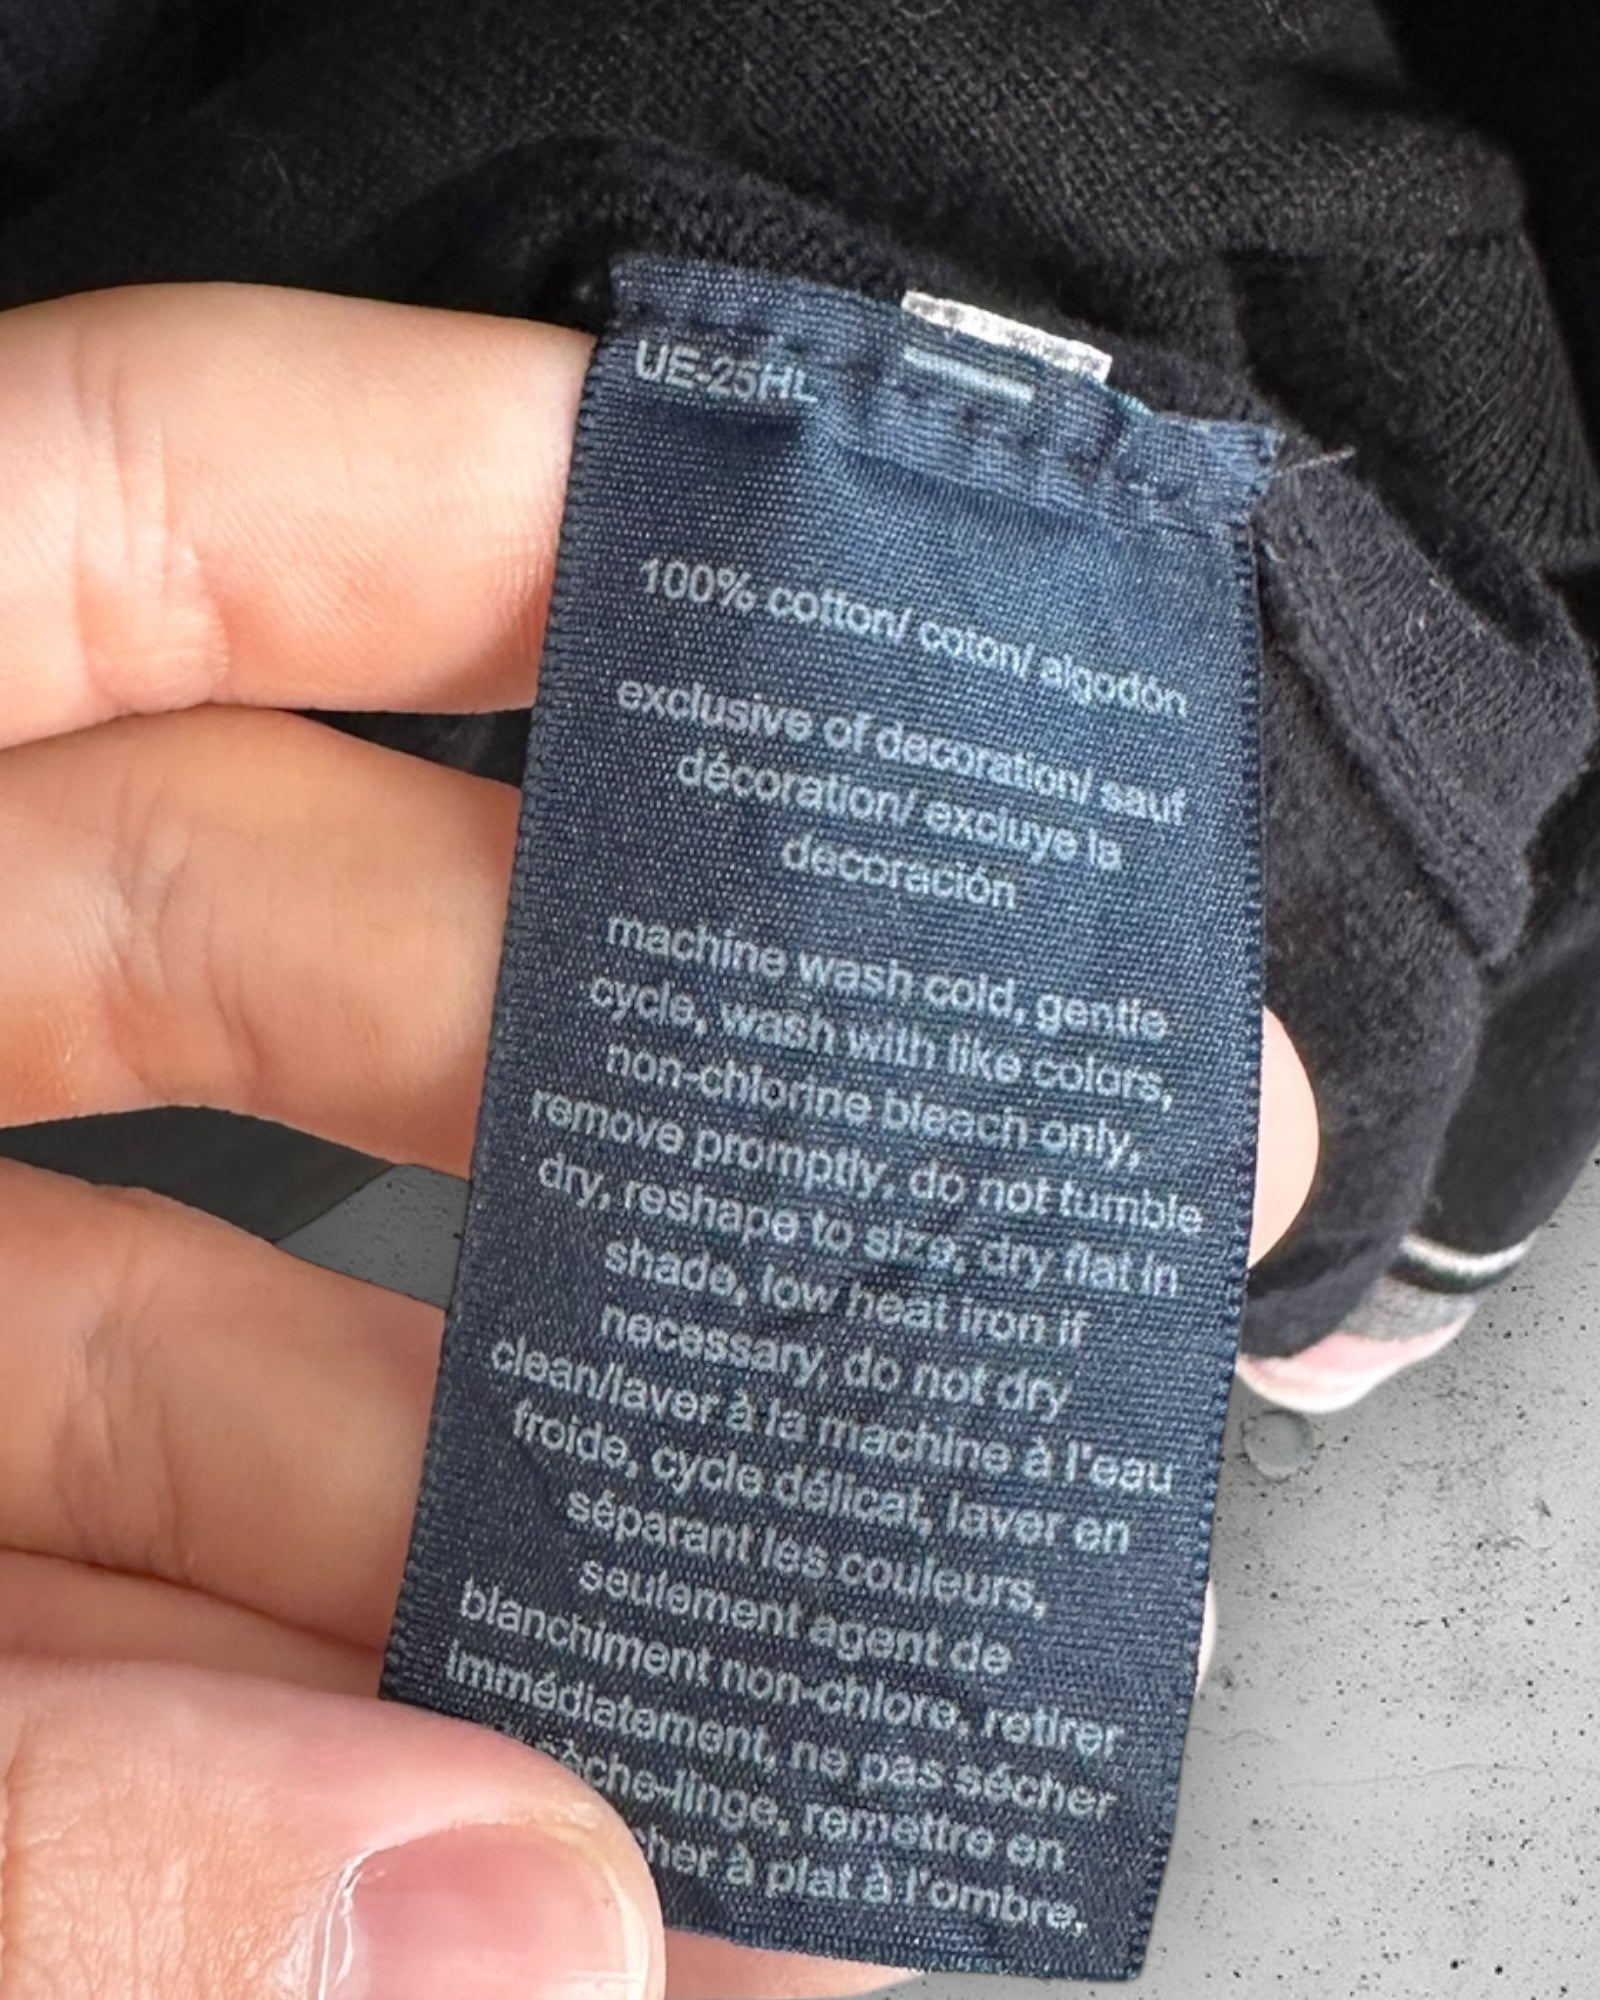 UE-25HL
100% cotton/ coton/ algodón
exclusive of decoration/ sauf
décoration/ excluye la
decoración
machine wash cold, gentle
cycle, wash with like colors,
non-chlorine bleach only,
remove promptly, do not tumble
dry, reshape to size, dry flat in
shade, low heat iron if
necessary, do not dry
clean/laver à la machine à l'eau
froide, cycle délicat, laver en
séparant les couleurs,
seulement agent de
blanchiment non-chlore, retirer
immédiatement, ne pas sécher
remettre en
à plat à l'ombre,